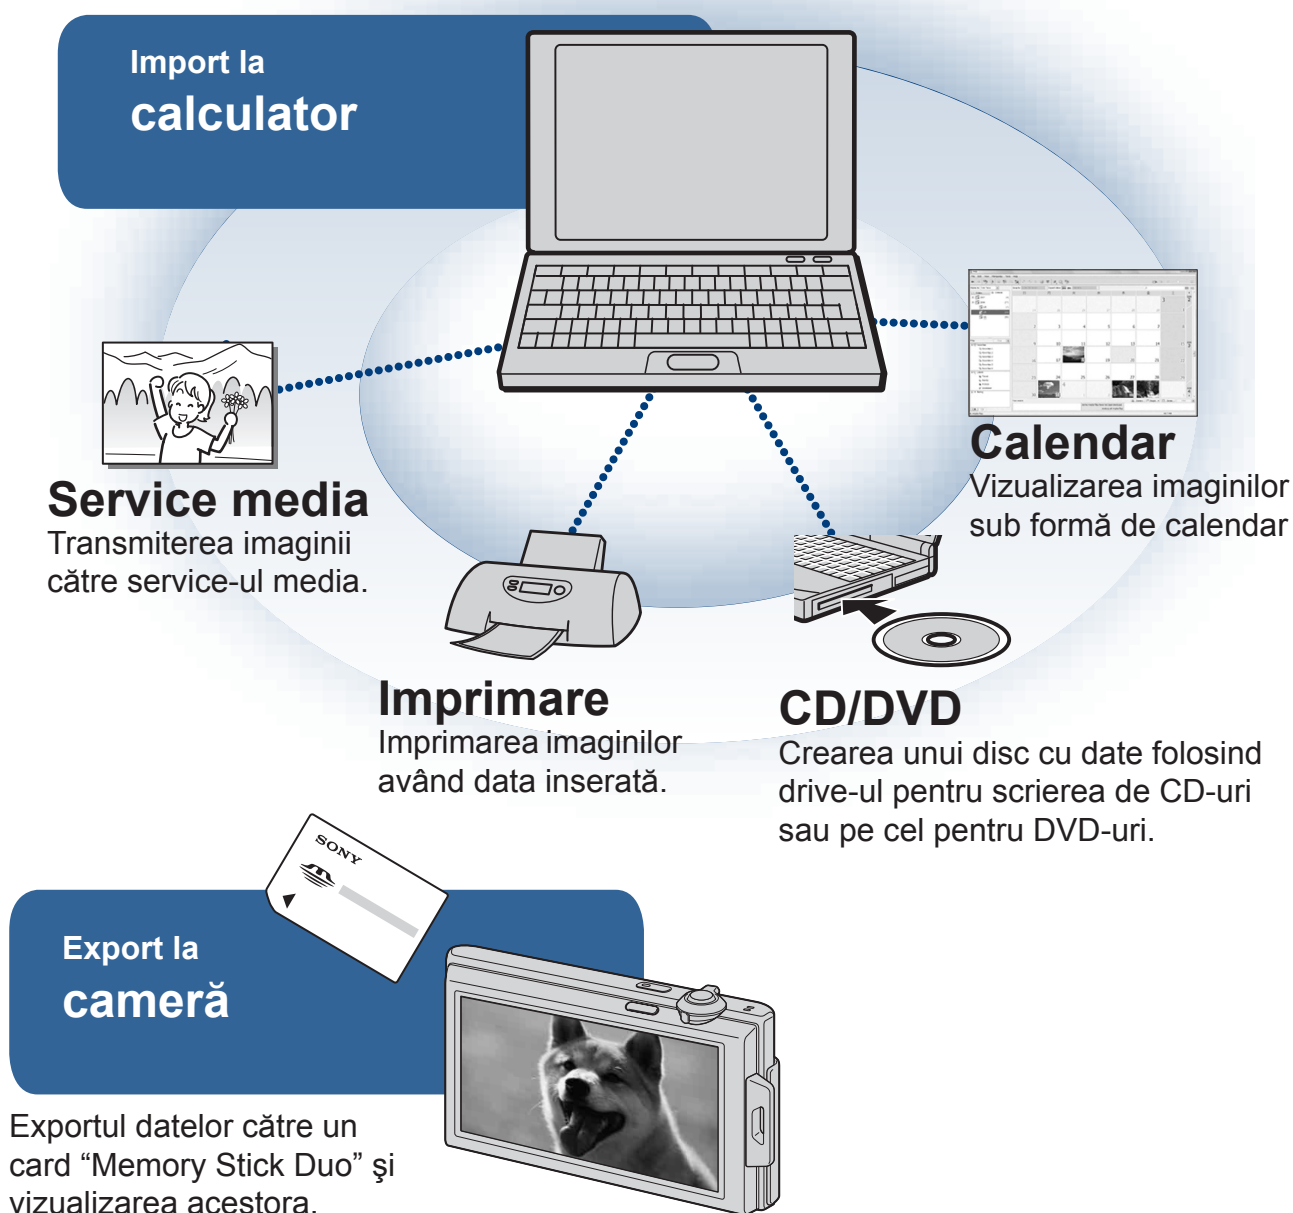 Import la
calculator
Service media
Transmiterea imaginii
către service-ul media.
Calendar
Vizualizarea imaginilor
sub formă de calendar
Imprimare
Imprimarea imaginilor
având data inserată.
CD/DVD
Crearea unui disc cu date folosind
drive-ul pentru scrierea de CD-uri
sau pe cel pentru DVD-uri.
SONY
Export la
cameră
Exportul datelor către un
card “Memory Stick Duo” şi
vizualizarea acestora.